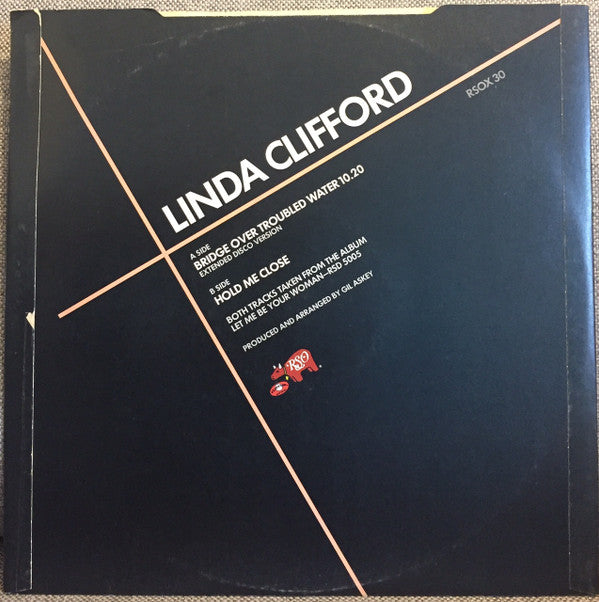 LINDA CLIFFORD
RSOX 30
A SIDE
BRIDGE OVER TROUBLED WATER 10.20
EXTENDED DISCO VERSION
B SIDE
HOLD ME CLOSE
BOTH TRACKS TAKEN FROM THE ALBUM
LET ME BE YOUR WOMAN—RSD 5005
PRODUCED AND ARRANGED BY GIL ASKEY
RSO